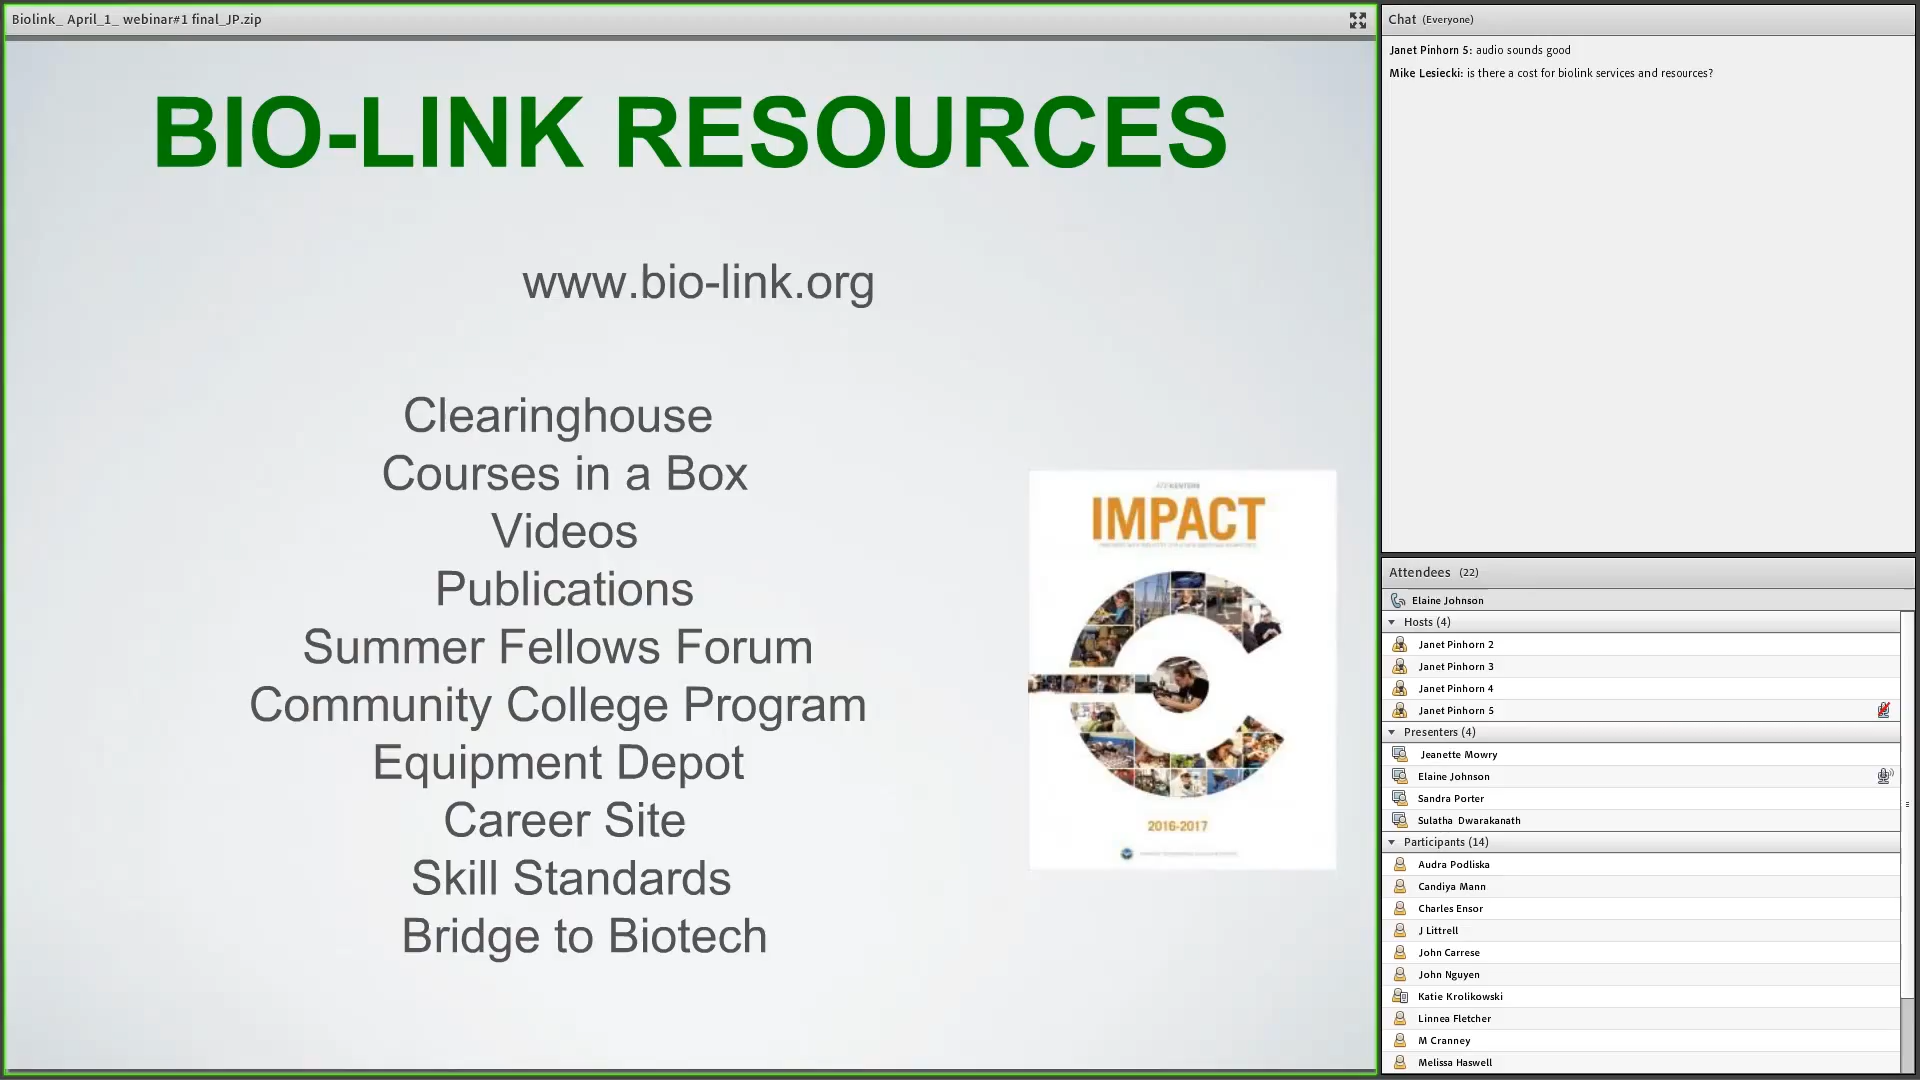 Biolink_ April_1_ webinar#1 final_JP.zip
BIO-LINK RESOURCES
www.bio-link.org
Clearinghouse
Courses in a Box
Videos
Publications
Summer Fellows Forum
Community College Program
Equipment Depot
Career Site
Skill Standards
Bridge to Biotech
IMPACT
2016-2017
Chat (Everyone)
Janet Pinhorn 5: audio sounds good
Mike Lesiecki: is there a cost for biolink services and resources?
Attendees (22)
Elaine Johnson
Hosts (4)
Janet Pinhorn 2
Janet Pinhorn 3
Janet Pinhorn 4
Janet Pinhorn 5
Presenters (4)
Jeanette Mowry
Elaine Johnson
Sandra Porter
Sulatha Dwarakanath
Participants (14)
Audra Podliska
Candiya Mann
Charles Ensor
J Littrell
John Carrese
John Nguyen
Katie Krolikowski
Linnea Fletcher
M Cranney
Melissa Haswell